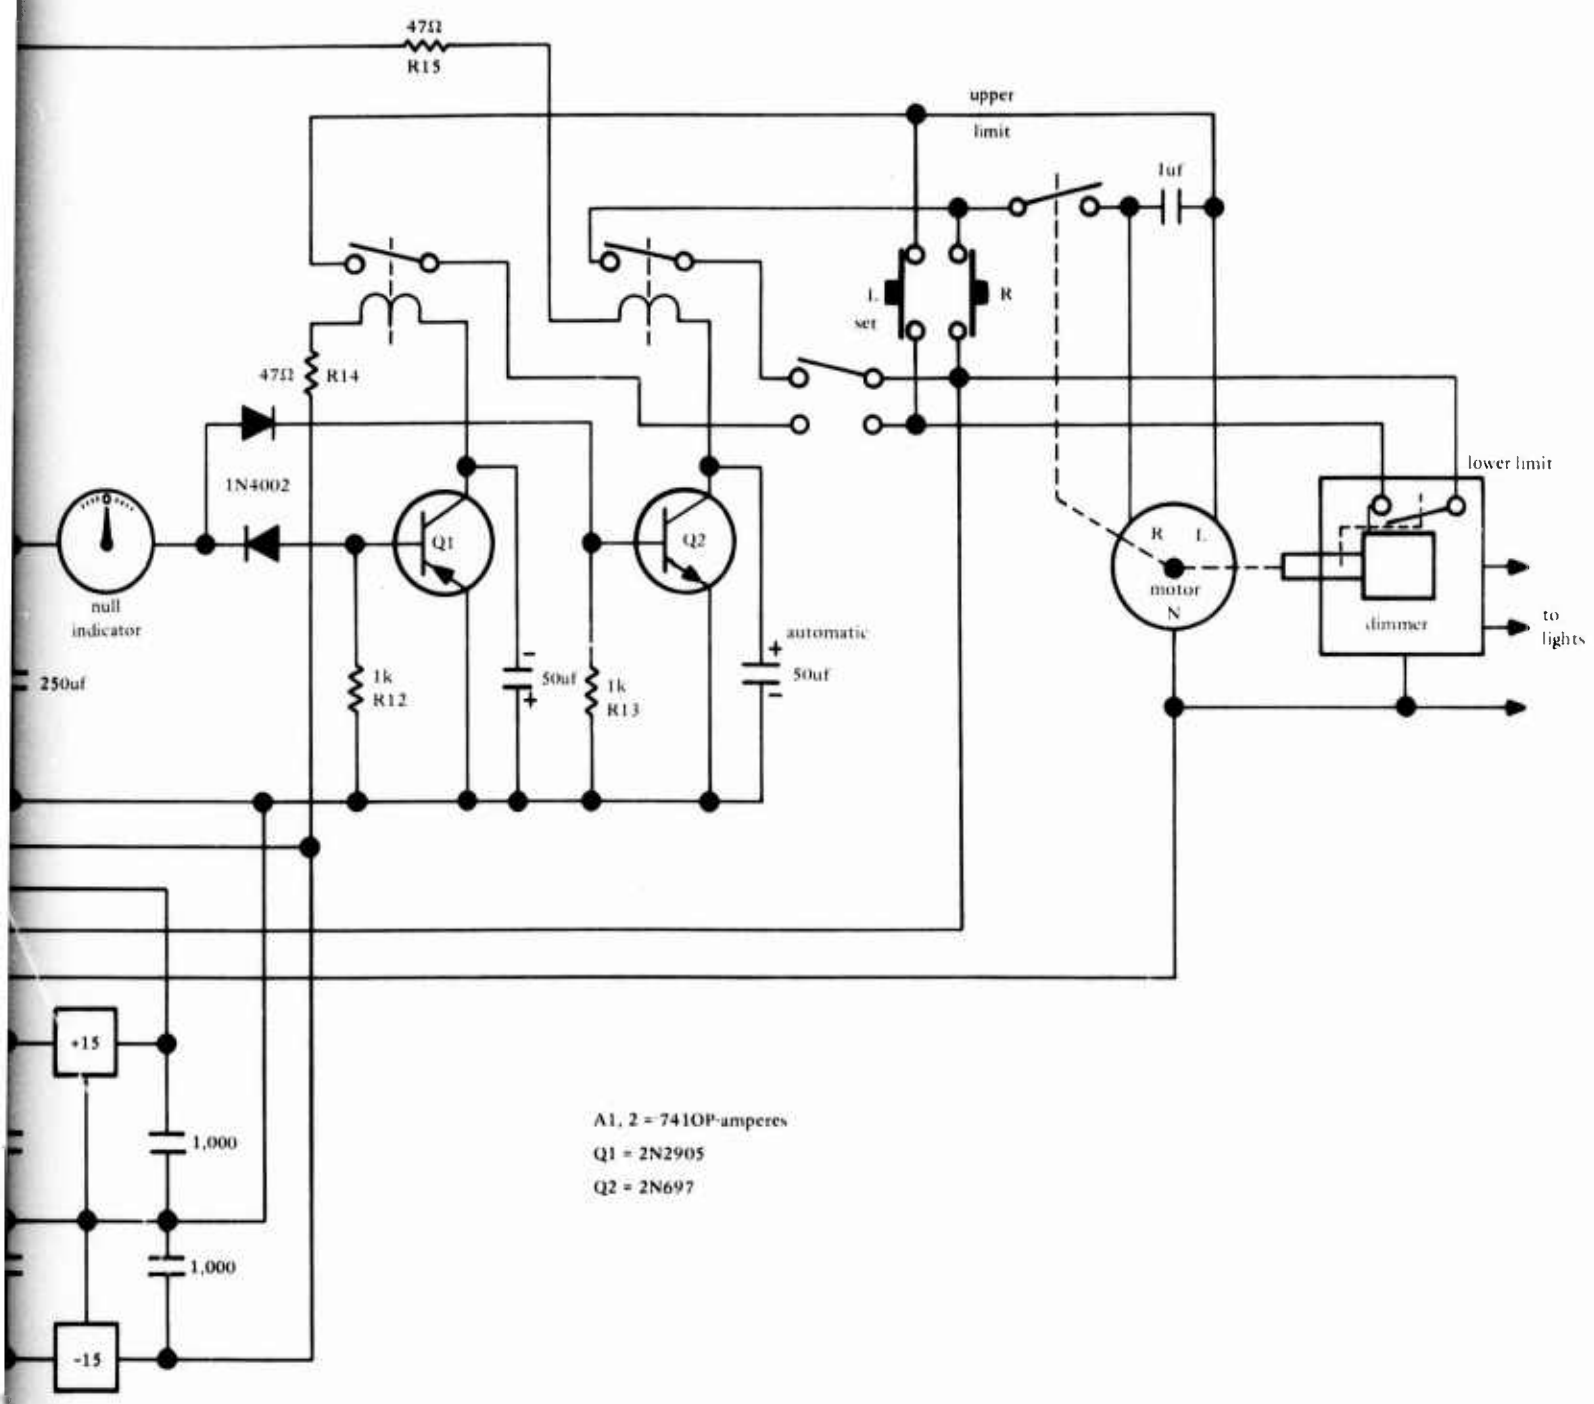 47Ω
R15
upper
limit
1uf
L
set
R
47Ω
R14
1N4002
lower limit
0
Q1
Q2
R L
motor
N
null
indicator
dimmer
to
lights
automatic
+
50uf
-
-
50uf
+
250uf
1k
R12
1k
R13
+15
1,000
1,000
-15
A1, 2 = 741OP-amperes
Q1 = 2N2905
Q2 = 2N697